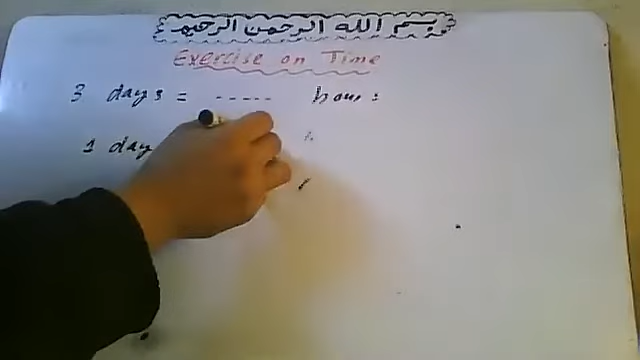 بسم الله الرحمن الرحيم
Exercise on Time
3 days = ----- hours
1 day